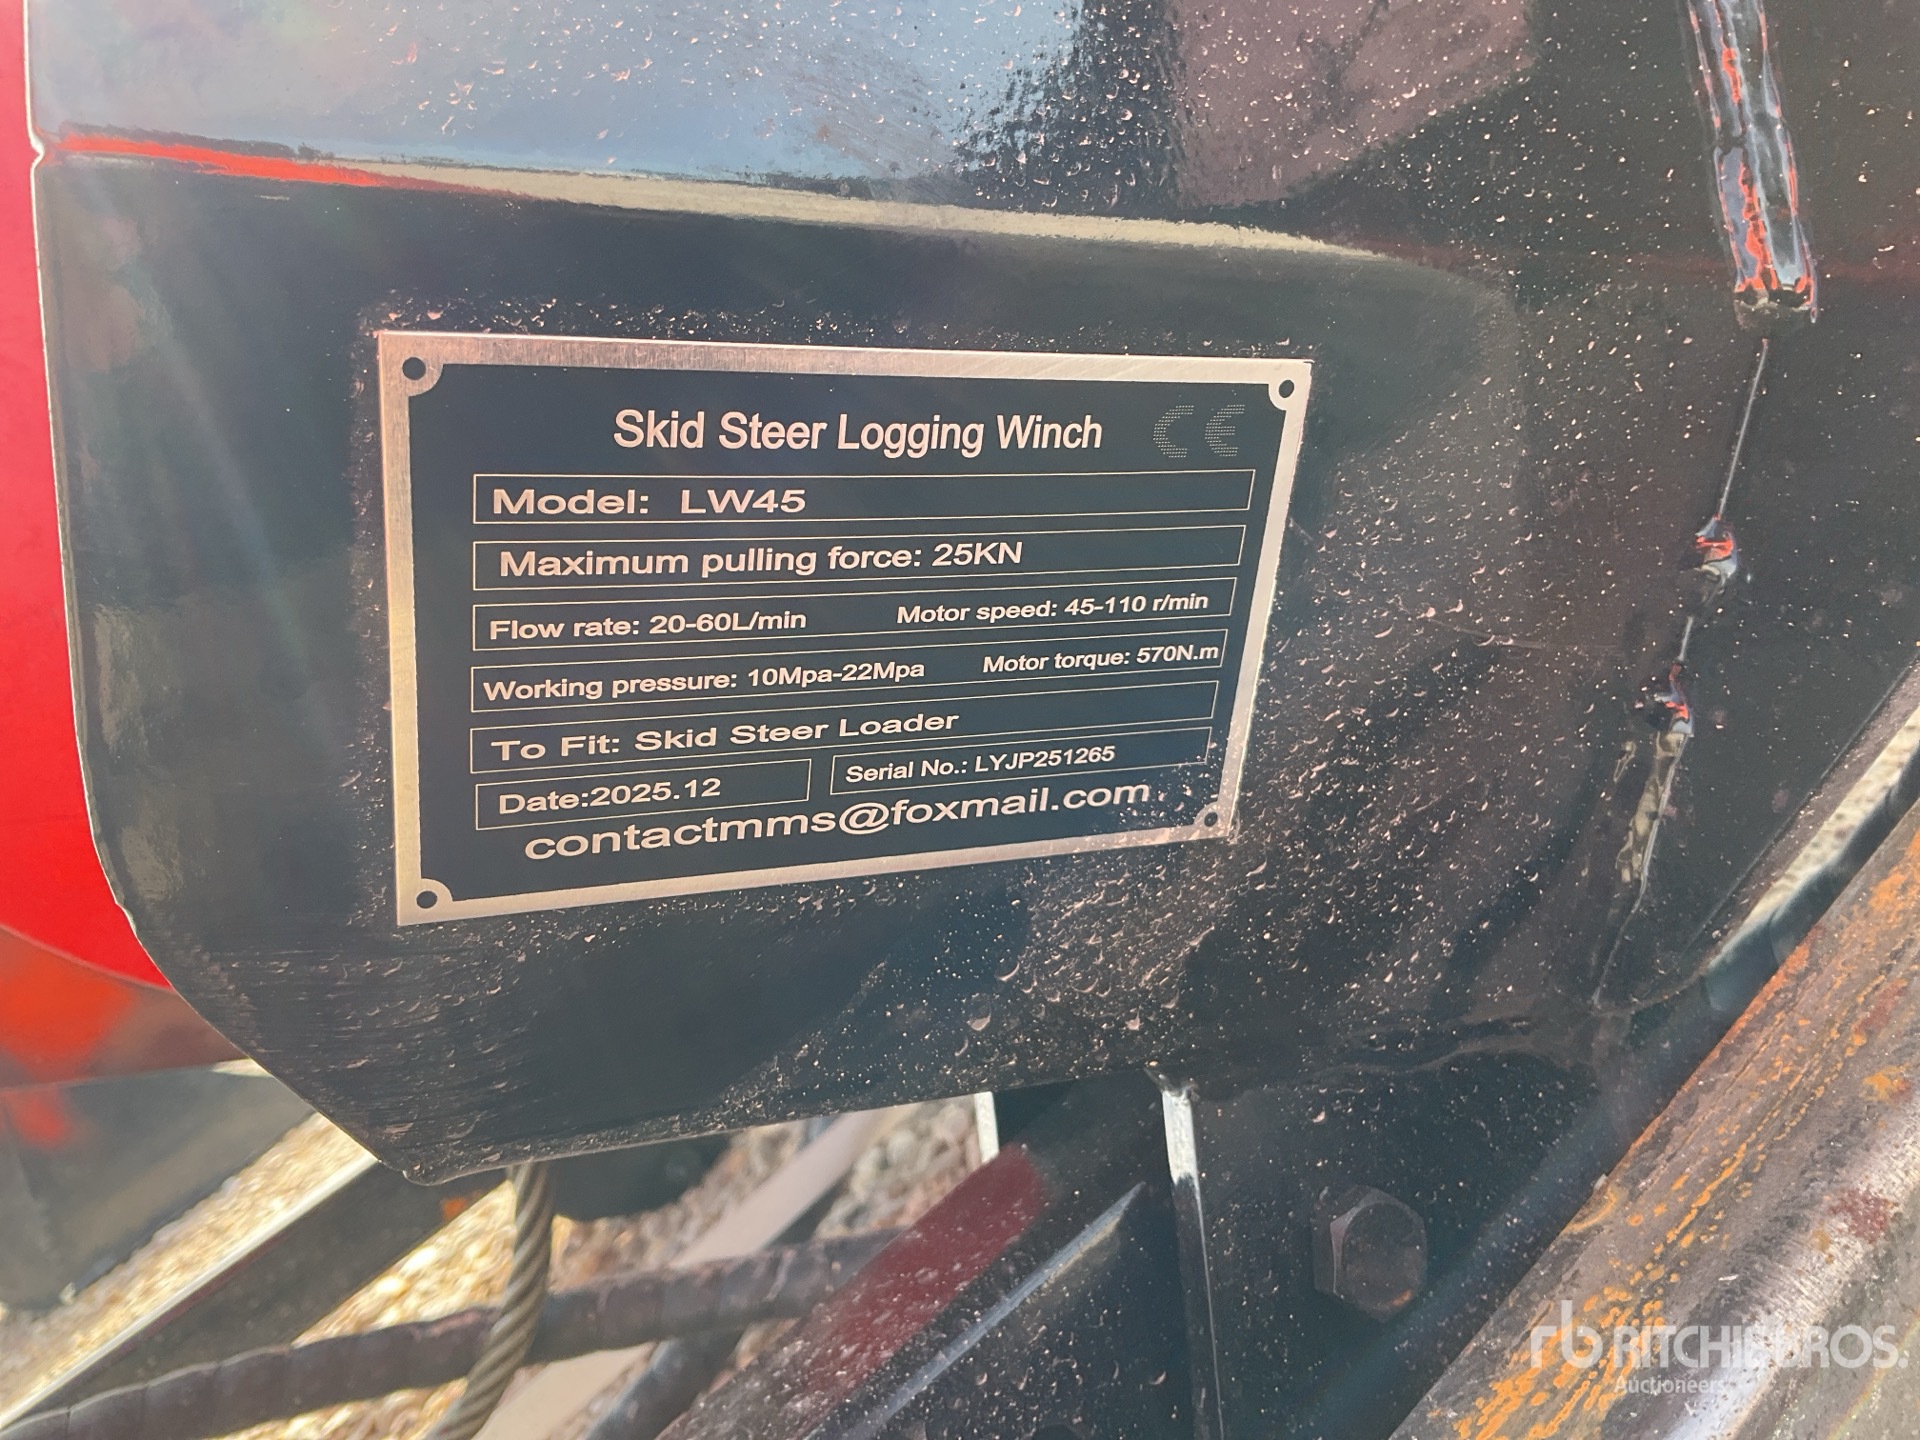 Skid Steer Logging Winch CE
Model: LW45
Maximum pulling force: 25KN
Flow rate: 20-60L/min Motor speed: 45-110 r/min
Working pressure: 10Mpa-22Mpa Motor torque: 570N.m
To Fit: Skid Steer Loader
Date:2025.12 Serial No.: LYJP251265
contactmms@foxmail.com
rb RITCHIE BROS.
Auctioneers